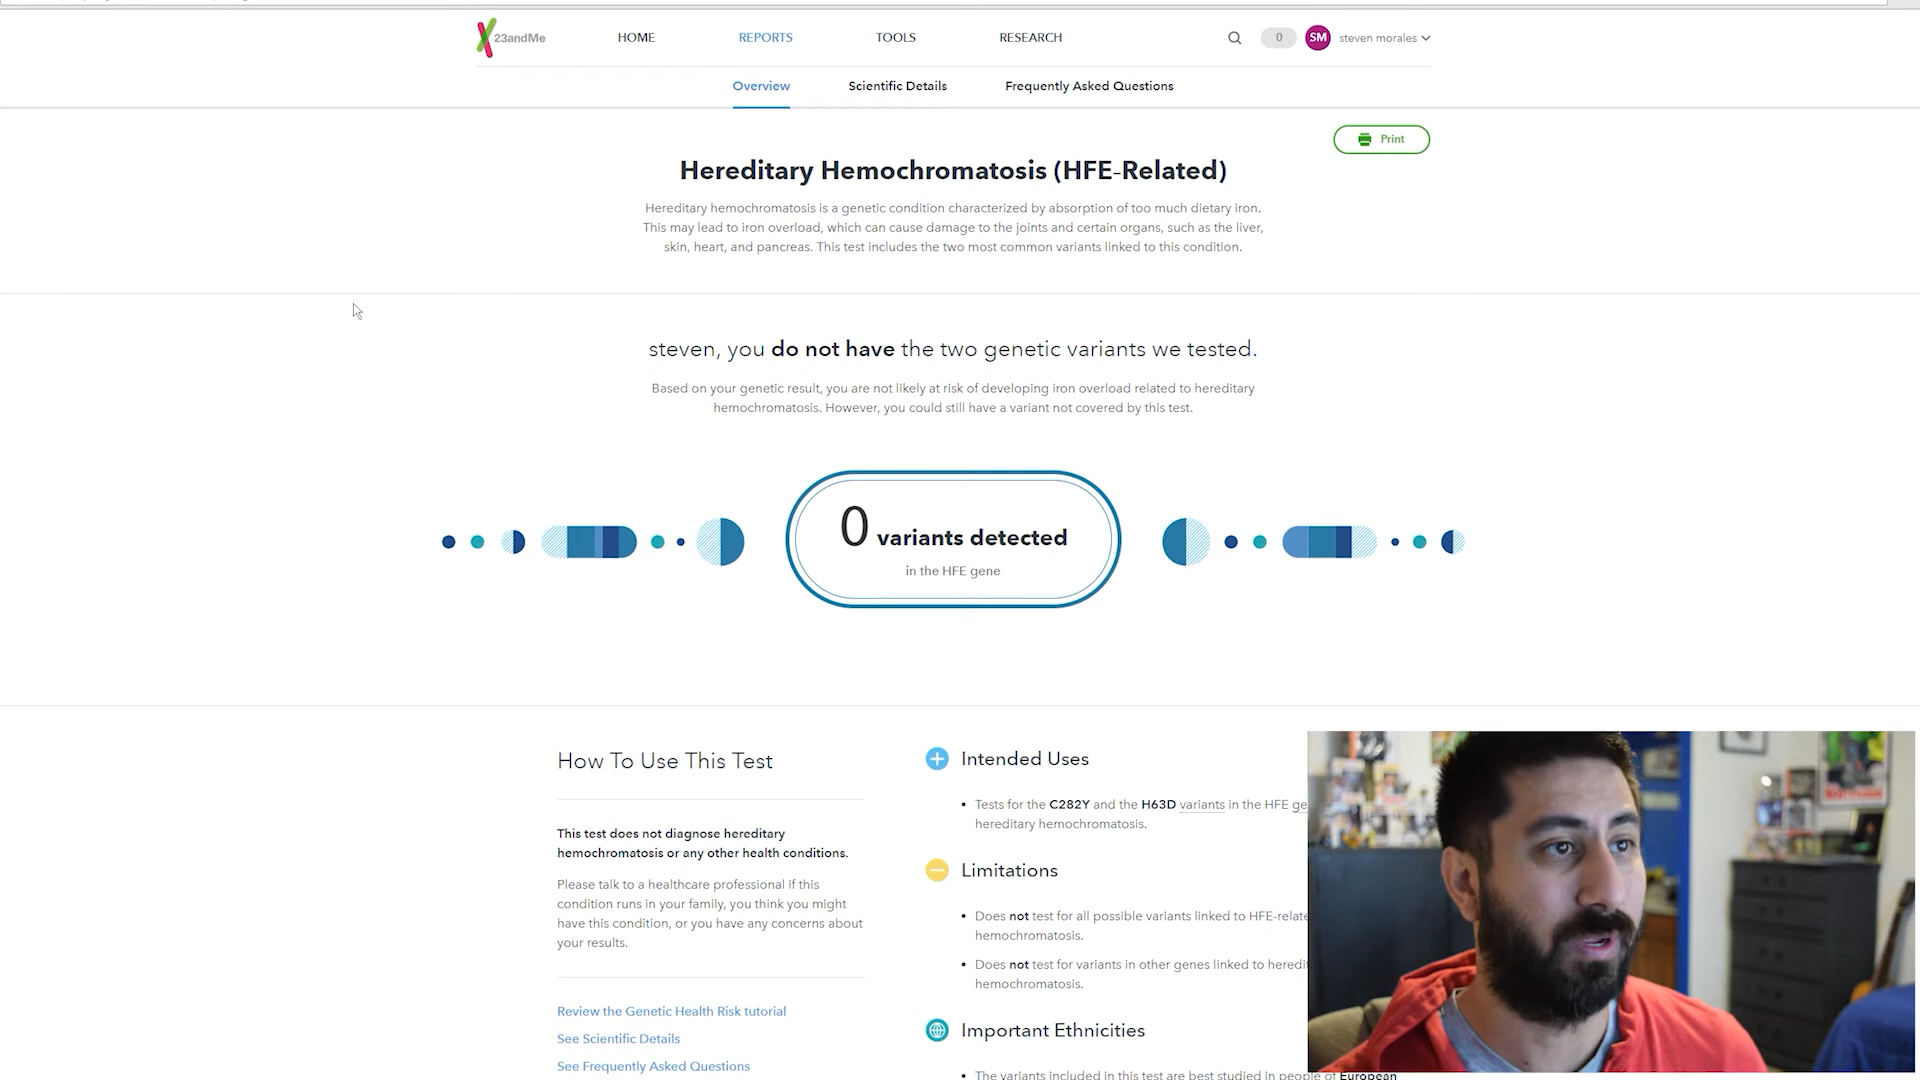 23andMe
HOME
REPORTS
TOOLS
RESEARCH
0
SM
steven morales
Overview
Scientific Details
Frequently Asked Questions
Print
Hereditary Hemochromatosis (HFE-Related)
Hereditary hemochromatosis is a genetic condition characterized by absorption of too much dietary iron.
This may lead to iron overload, which can cause damage to the joints and certain organs, such as the liver,
skin, heart, and pancreas. This test includes the two most common variants linked to this condition.
steven, you do not have the two genetic variants we tested.
Based on your genetic result, you are not likely at risk of developing iron overload related to hereditary
hemochromatosis. However, you could still have a variant not covered by this test.
0 variants detected
in the HFE gene
How To Use This Test
This test does not diagnose hereditary
hemochromatosis or any other health conditions.
Please talk to a healthcare professional if this
condition runs in your family, you think you might
have this condition, or you have any concerns about
your results.
Review the Genetic Health Risk tutorial
See Scientific Details
See Frequently Asked Questions
Intended Uses
• Tests for the C282Y and the H63D variants in the HFE ge
hereditary hemochromatosis.
Limitations
• Does not test for all possible variants linked to HFE-relate
hemochromatosis.
• Does not test for variants in other genes linked to heredit
hemochromatosis.
Important Ethnicities
• The variants included in this test are best studied in people of European